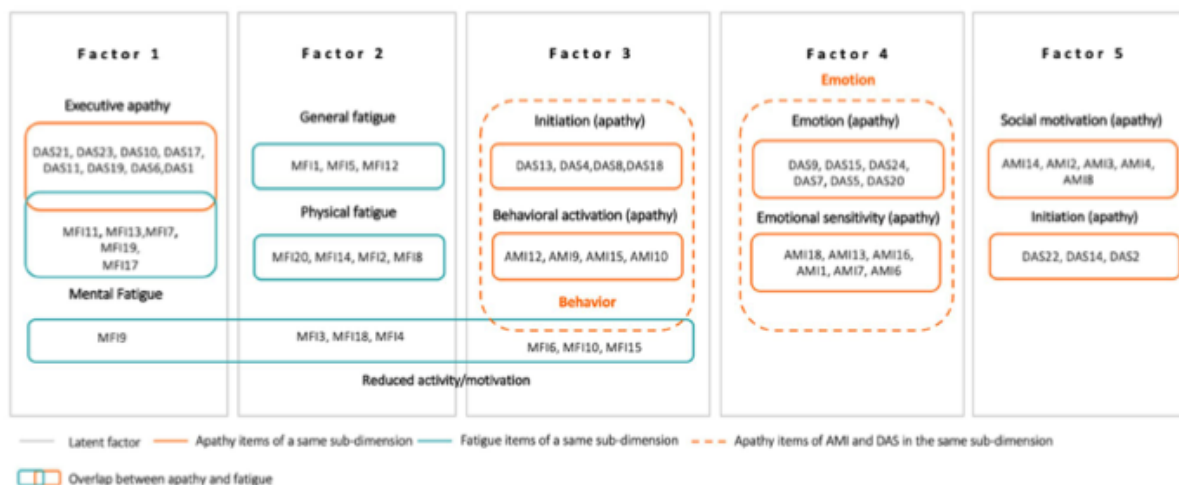 Factor 1
Executive apathy
DAS21, DAS23, DAS10, DAS17,
DAS11, DAS19, DAS6,DAS1
MFI11, MFI13,MFI7,
MFI19,
MFI17
Mental Fatigue
MFI9
Factor 2
General fatigue
MFI1, MFI5, MFI12
Physical fatigue
MFI20, MFI14, MFI2, MFI8
MFI3, MFI18, MFI4
Factor 3
Initiation (apathy)
DAS13, DAS4,DAS8,DAS18
Behavioral activation (apathy)
AMI12, AMI9, AMI15, AMI10
Behavior
MFI6, MFI10, MFI15
Reduced activity/motivation
Factor 4
Emotion
Emotion (apathy)
DAS9, DAS15, DAS24,
DAS7, DAS5, DAS20
Emotional sensitivity (apathy)
AMI18, AMI13, AMI16,
AMI1, AMI7, AMI6
Factor 5
Social motivation (apathy)
AMI14, AMI2, AMI3, AMI4,
AMI8
Initiation (apathy)
DAS22, DAS14, DAS2
Latent factor
Apathy items of a same sub-dimension
Fatigue items of a same sub-dimension
Apathy items of AMI and DAS in the same sub-dimension
Overlap between apathy and fatigue